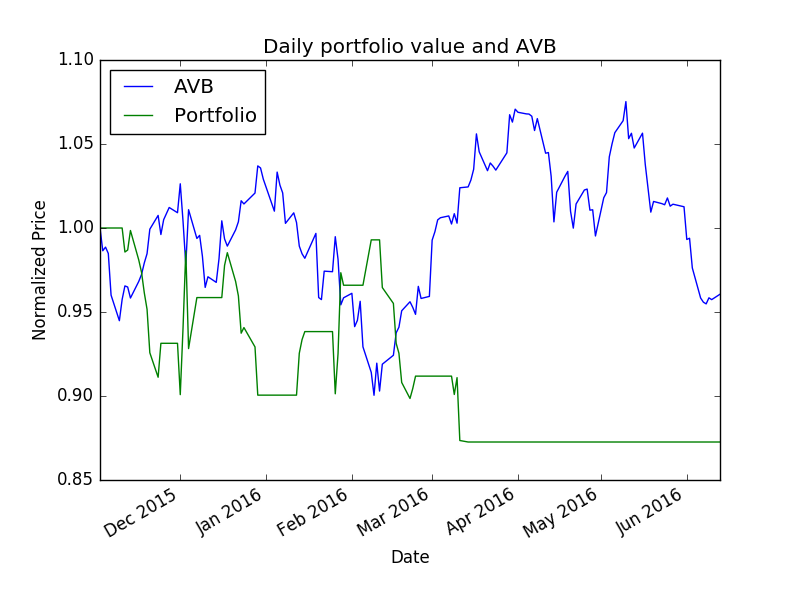 Daily portfolio value and AVB
AVB
Portfolio
1.10
1.05
1.00
0.95
0.90
0.85
Normalized Price
Dec 2015
Jan 2016
Feb 2016
Mar 2016
Apr 2016
May 2016
Jun 2016
Date